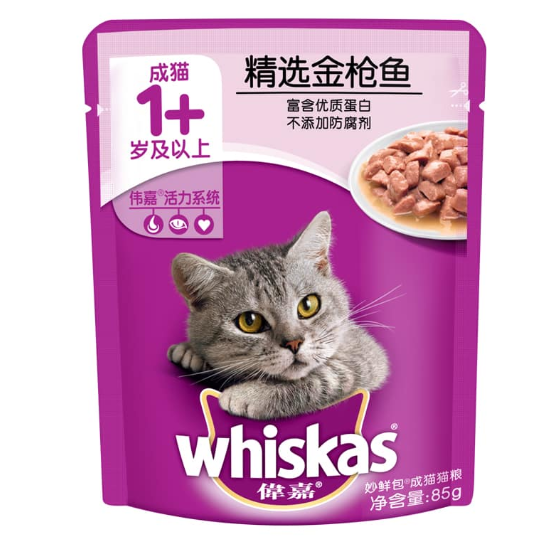 成猫
1+
岁及以上
伟嘉®活力系统
精选金枪鱼
富含优质蛋白
不添加防腐剂
whiskas®
偉嘉®
妙鲜包®成猫猫粮
净含量:85g